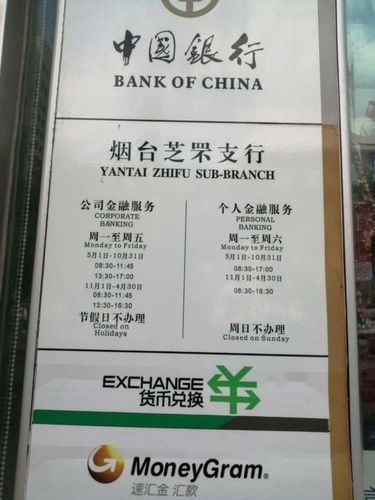 中國銀行
BANK OF CHINA
烟台芝罘支行
YANTAI ZHIFU SUB-BRANCH
公司金融服务
CORPORATE
BANKING
周一至周五
Monday to Friday
5月1日-10月31日
08:30-11:45
13:30-17:00
11月1日-4月30日
08:30-11:45
13:30-16:30
节假日不办理
Closed on
Holidays
个人金融服务
PERSONAL
BANKING
周一至周六
Monday to Friday
5月1日-10月31日
08:30-17:00
11月1日-4月30日
08:30-16:30
周日不办理
Closed on Sunday
EXCHANGE
货币兑换
MoneyGram
速汇金 汇款